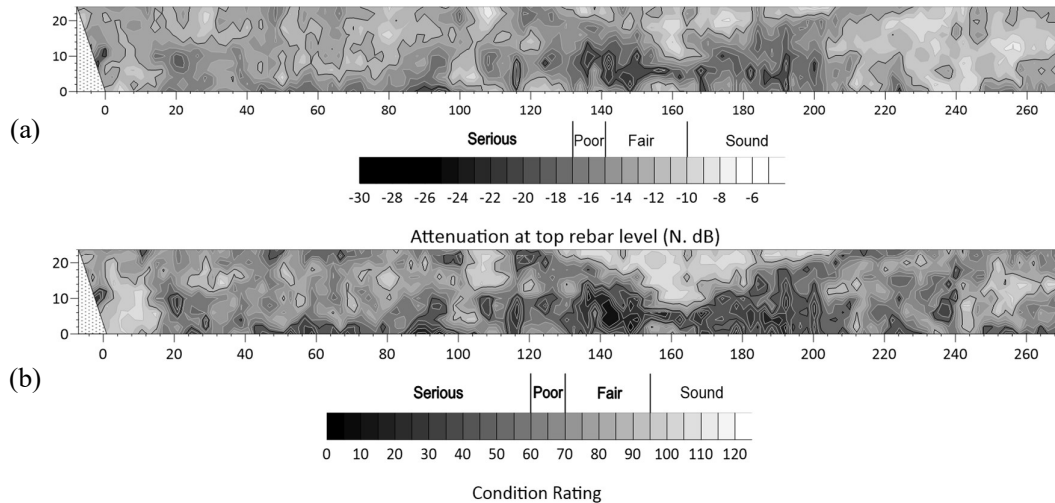 20
10
0
0 20 40 60 80 100 120 140 160 180 200 220 240 260
(a)
Serious Poor Fair Sound
-30 -28 -26 -24 -22 -20 -18 -16 -14 -12 -10 -8 -6
Attenuation at top rebar level (N. dB)
20
10
0
0 20 40 60 80 100 120 140 160 180 200 220 240 260
(b)
Serious Poor Fair Sound
0 10 20 30 40 50 60 70 80 90 100 110 120
Condition Rating